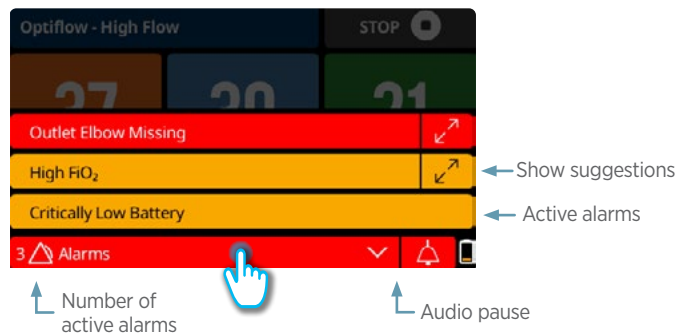 Optiflow - High Flow STOP
37 30 21
Outlet Elbow Missing
High FiO₂
Show suggestions
Critically Low Battery
Active alarms
3 Alarms
Number of
active alarms
Audio pause